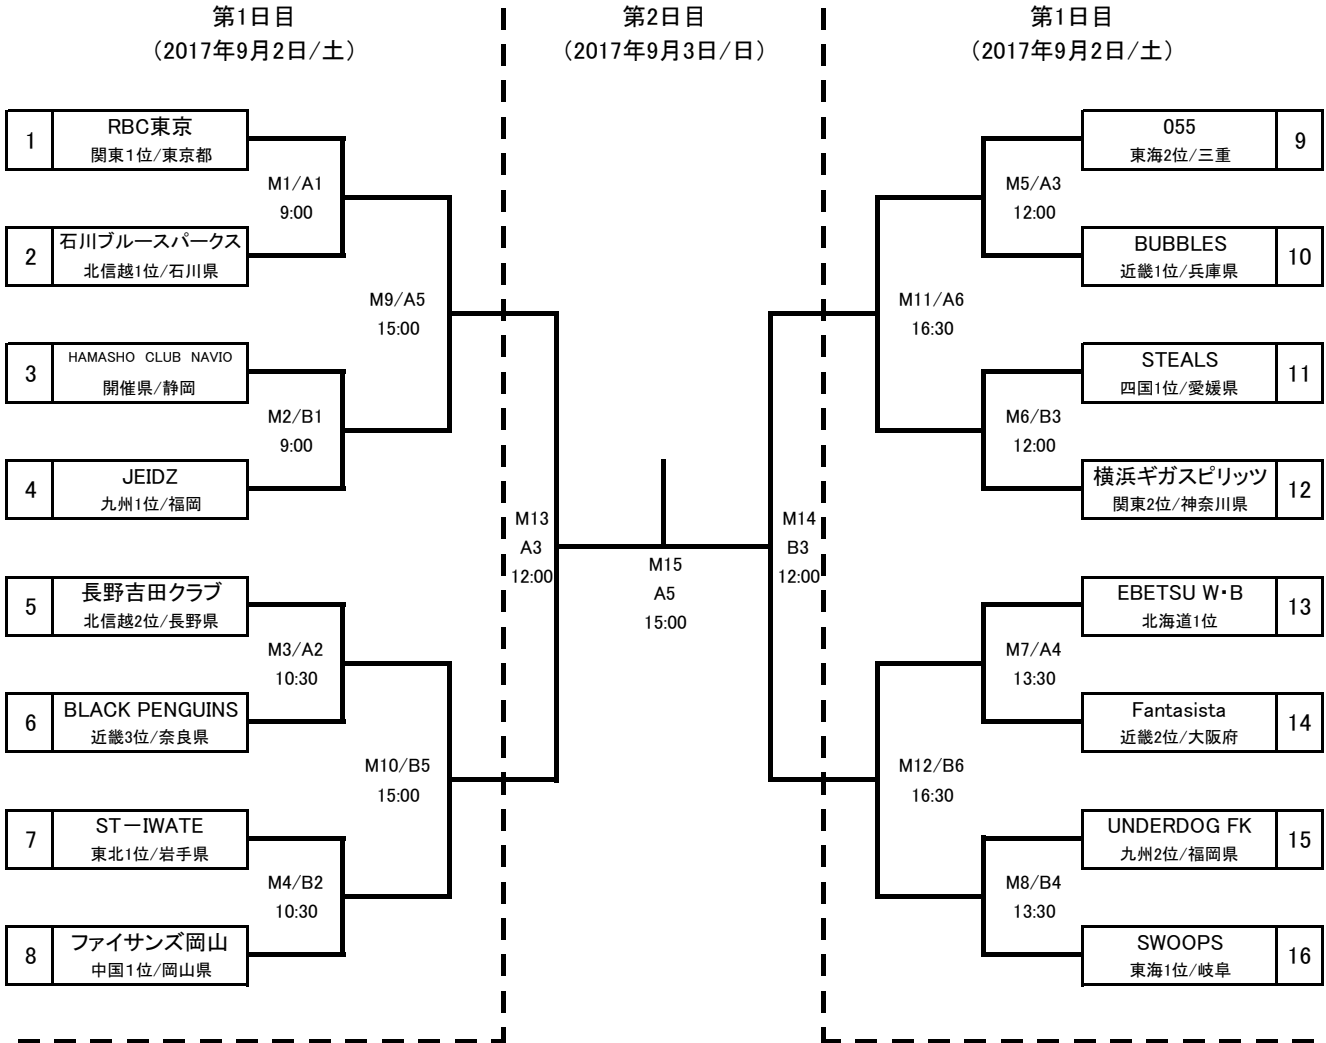 第1日目
（2017年9月2日/土）
第2日目
（2017年9月3日/日）
第1日目
（2017年9月2日/土）
1
RBC東京
関東1位/東京都
M1/A1
9:00
2
石川ブルースパークス
北信越1位/石川県
M9/A5
15:00
3
HAMASHO CLUB NAVIO
開催県/静岡
M2/B1
9:00
4
JEIDZ
九州1位/福岡
5
長野吉田クラブ
北信越2位/長野県
M3/A2
10:30
6
BLACK PENGUINS
近畿3位/奈良県
M10/B5
15:00
7
ST－IWATE
東北1位/岩手県
M4/B2
10:30
8
ファイサンズ岡山
中国1位/岡山県
M13
A3
12:00
M15
A5
15:00
M14
B3
12:00
055
東海2位/三重
9
M5/A3
12:00
BUBBLES
近畿1位/兵庫県
10
M11/A6
16:30
STEALS
四国1位/愛媛県
11
M6/B3
12:00
横浜ギガスピリッツ
関東2位/神奈川県
12
EBETSU W・B
北海道1位
13
M7/A4
13:30
Fantasista
近畿2位/大阪府
14
M12/B6
16:30
UNDERDOG FK
九州2位/福岡県
15
M8/B4
13:30
SWOOPS
東海1位/岐阜
16